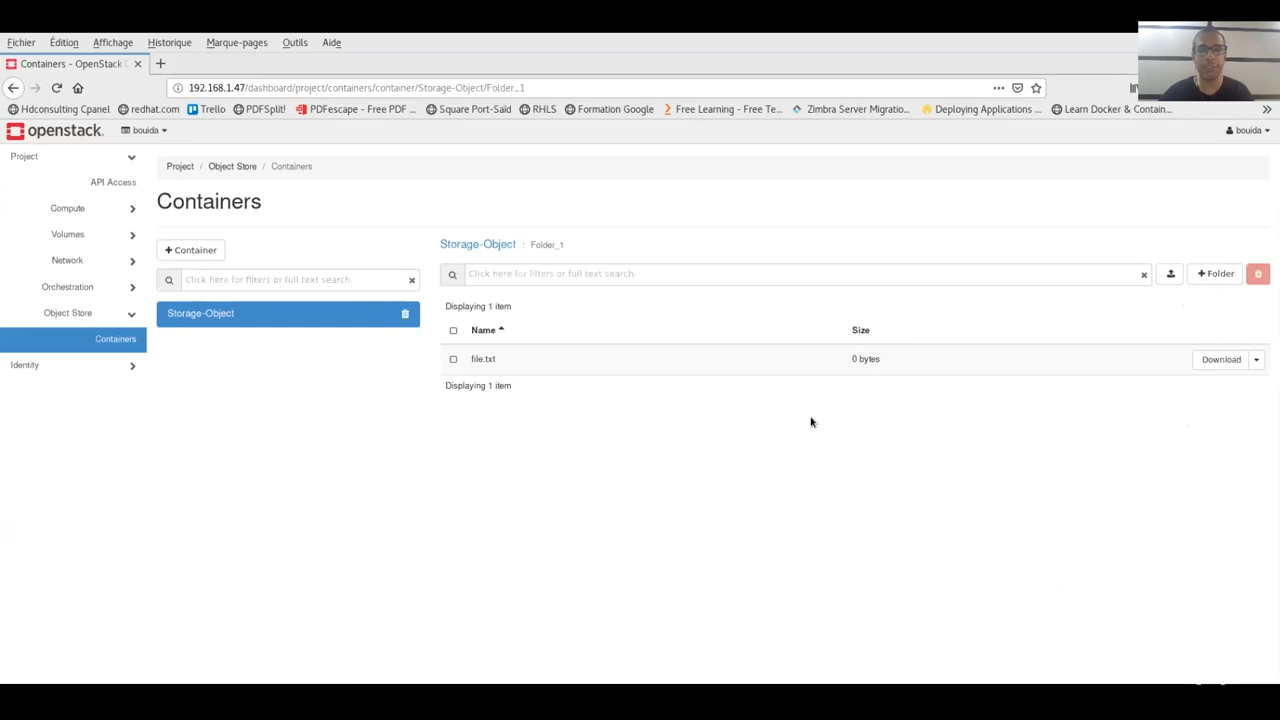 Fichier Édition Affichage Historique Marque-pages Outils Aide
Containers - OpenStack
192.168.1.47/dashboard/project/containers/container/Storage-Object/Folder_1
Hdconsulting Cpanel redhat.com Trello PDFSplit! PDFescape - Free PDF ... Square Port-Saïd RHLS Formation Google Free Learning - Free Te... Zimbra Server Migratio... Deploying Applications ... Learn Docker & Contain...
openstack. bouida bouida
Project
API Access
Compute
Volumes
Network
Orchestration
Object Store
Containers
Identity
Project / Object Store / Containers
Containers
+ Container
Click here for filters or full text search.
Storage-Object
Storage-Object : Folder_1
Click here for filters or full text search.
+ Folder
Displaying 1 item
Name Size
file.txt 0 bytes Download
Displaying 1 item